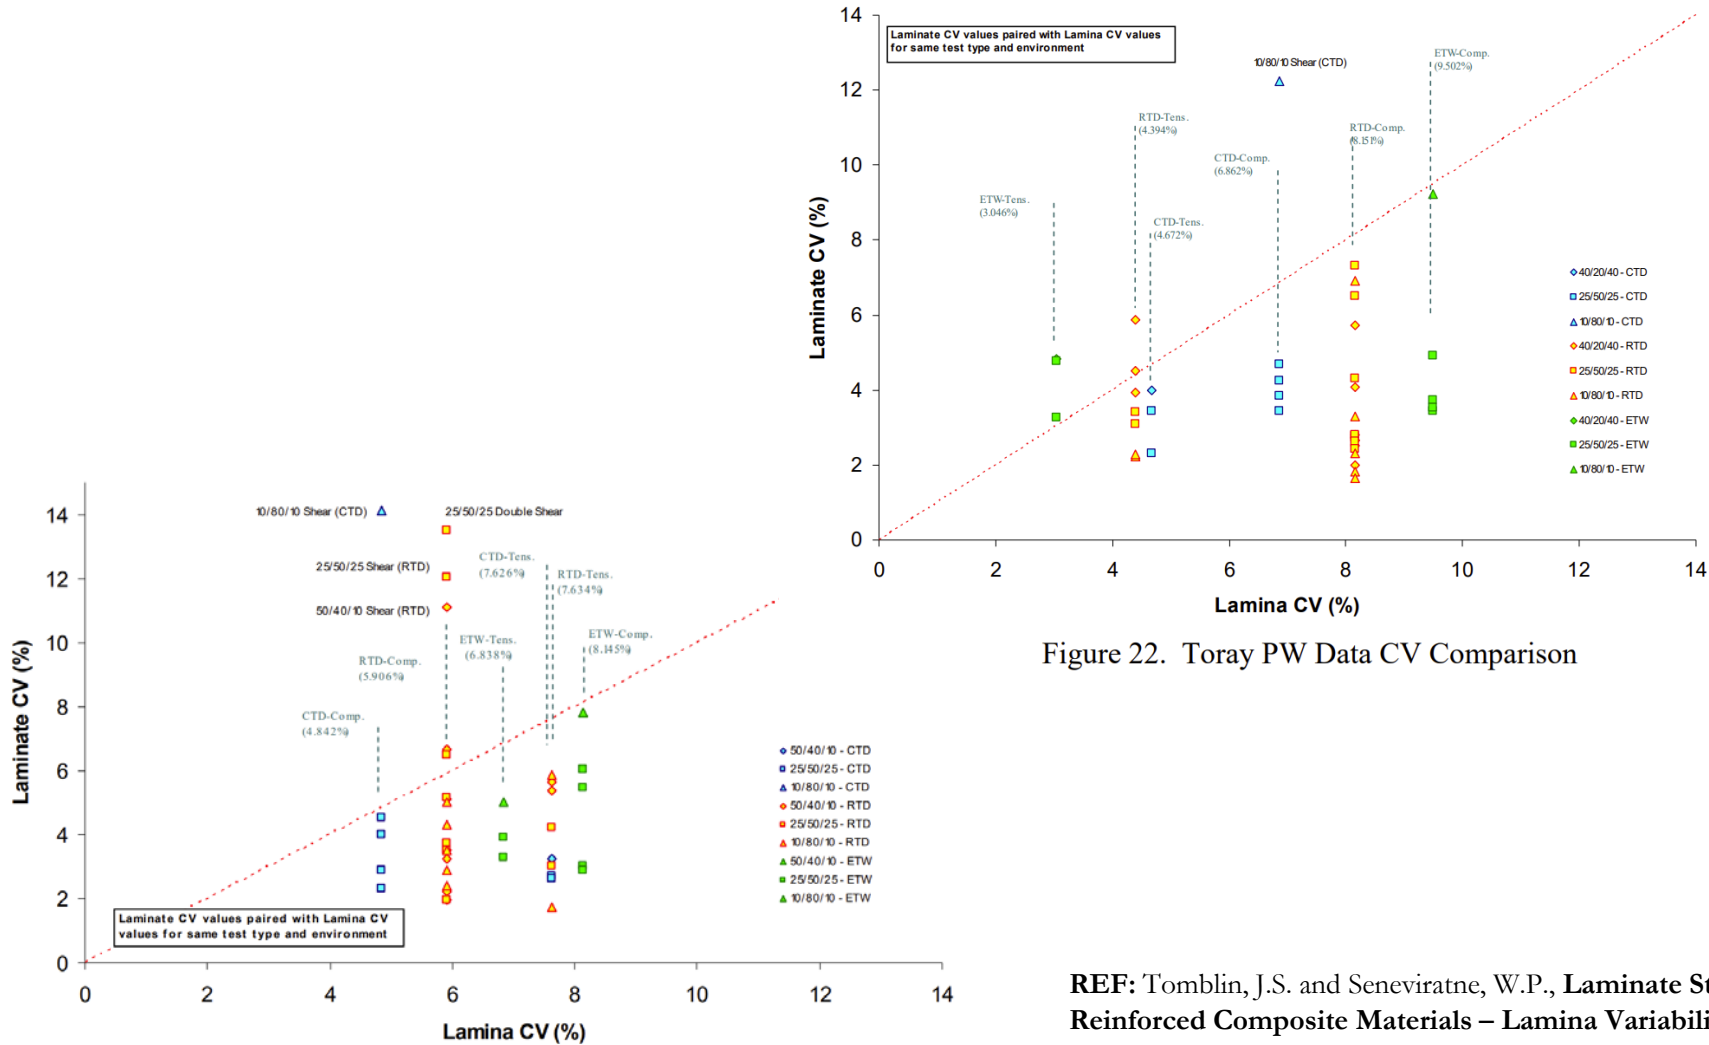 14
12
10
8
6
4
2
0
Laminate CV (%)
Laminate CV values paired with Lamina CV values
for same test type and environment
10/80/10 Shear (CTD)
ETW-Comp.
(9.502%)
RTD-Tens.
(4.394%)
RTD-Comp.
(8.151%)
CTD-Comp.
(6.862%)
ETW-Tens.
(3.046%)
CTD-Tens.
(4.672%)
40/20/40 - CTD
25/50/25 - CTD
10/80/10 - CTD
40/20/40 - RTD
25/50/25 - RTD
10/80/10 - RTD
40/20/40 - ETW
25/50/25 - ETW
10/80/10 - ETW
0 2 4 6 8 10 12 14
Lamina CV (%)
Figure 22. Toray PW Data CV Comparison
14
12
10
8
6
4
2
0
Laminate CV (%)
10/80/10 Shear (CTD)
25/50/25 Double Shear
25/50/25 Shear (RTD)
50/40/10 Shear (RTD)
CTD-Tens.
(7.626%)
RTD-Tens.
(7.634%)
ETW-Tens.
(6.838%)
ETW-Comp.
(8.145%)
RTD-Comp.
(5.906%)
CTD-Comp.
(4.842%)
50/40/10 - CTD
25/50/25 - CTD
10/80/10 - CTD
50/40/10 - RTD
25/50/25 - RTD
10/80/10 - RTD
50/40/10 - ETW
25/50/25 - ETW
10/80/10 - ETW
Laminate CV values paired with Lamina CV
values for same test type and environment
0 2 4 6 8 10 12 14
Lamina CV (%)
REF: Tomblin, J.S. and Seneviratne, W.P., Laminate St
Reinforced Composite Materials – Lamina Variabili